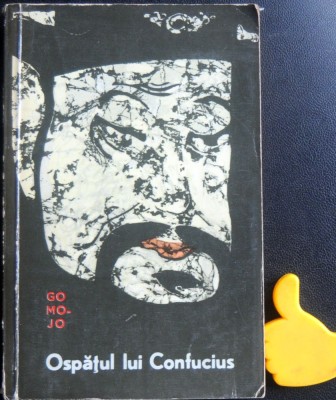 GO
MO-
JO
Ospățul lui Confucius